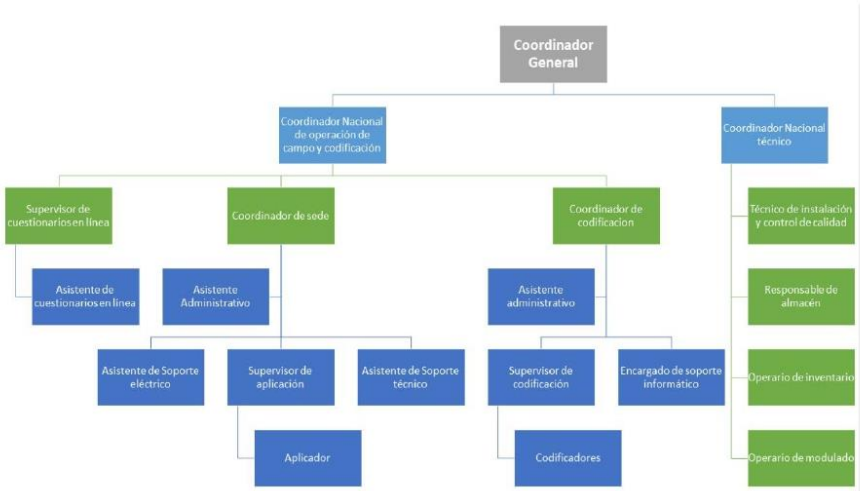 Coordinador
General
Coordinador Nacional
de operación de
campo y codificación
Coordinador Nacional
técnico
Supervisor de
cuestionarios en línea
Coordinador de sede
Coordinador de
codificacion
Técnico de instalación
y control de calidad
Asistente de
cuestionarios en línea
Asistente
Administrativo
Asistente
administrativo
Responsable de
almacén
Asistente de Soporte
eléctrico
Supervisor de
aplicación
Asistente de Soporte
técnico
Supervisor de
codificación
Encargado de soporte
informático
Operario de inventario
Aplicador
Codificadores
Operario de modulado